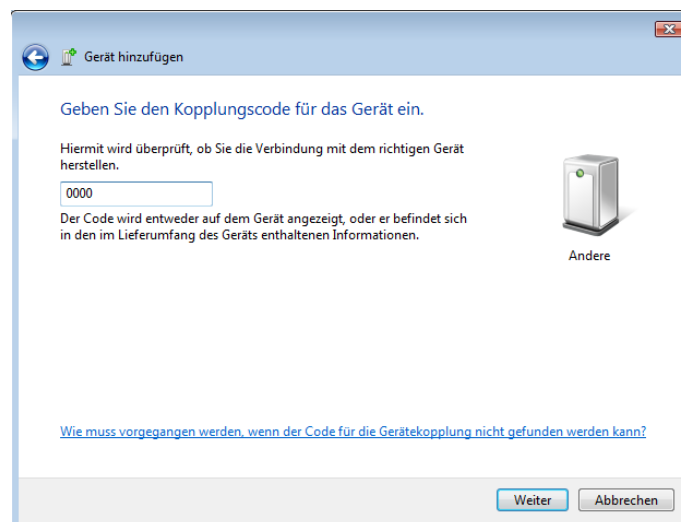 Gerät hinzufügen
Geben Sie den Kopplungscode für das Gerät ein.
Hiermit wird überprüft, ob Sie die Verbindung mit dem richtigen Gerät
herstellen.
0000
Der Code wird entweder auf dem Gerät angezeigt, oder er befindet sich
in den im Lieferumfang des Geräts enthaltenen Informationen.
Andere
Wie muss vorgegangen werden, wenn der Code für die Gerätekopplung nicht gefunden werden kann?
Weiter
Abbrechen